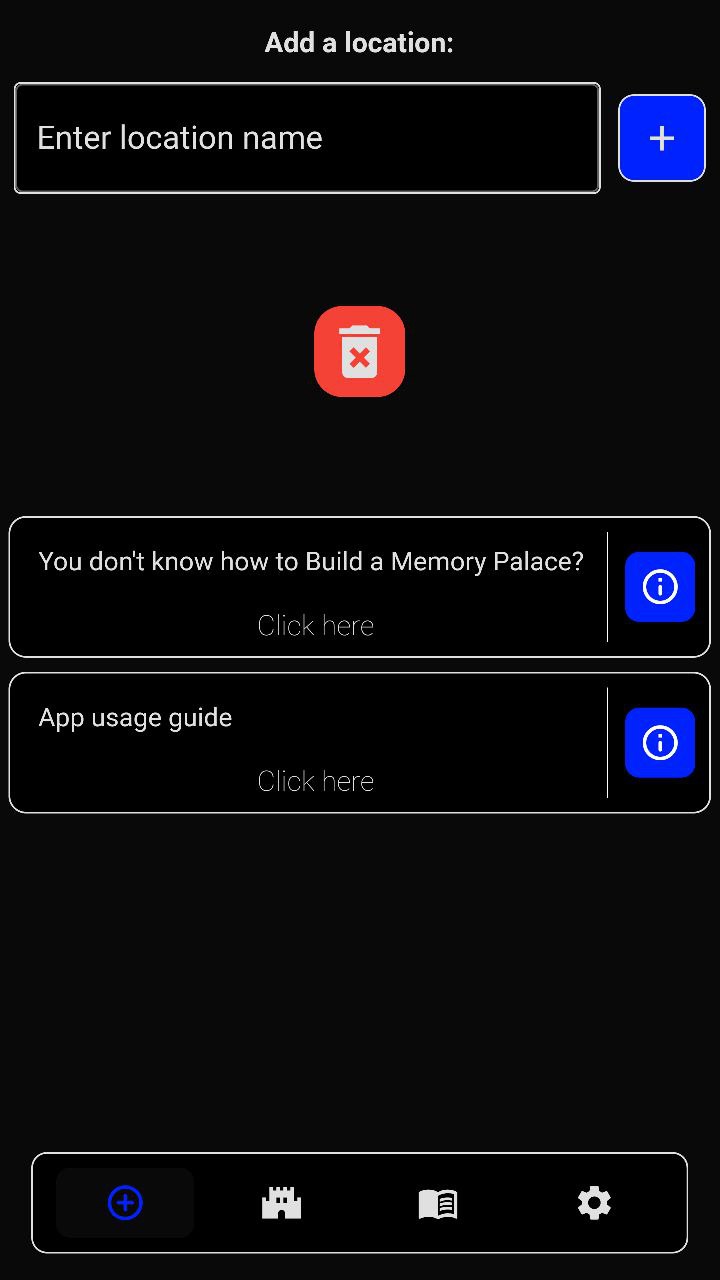 Add a location:
Enter location name
You don't know how to Build a Memory Palace?
Click here
App usage guide
Click here